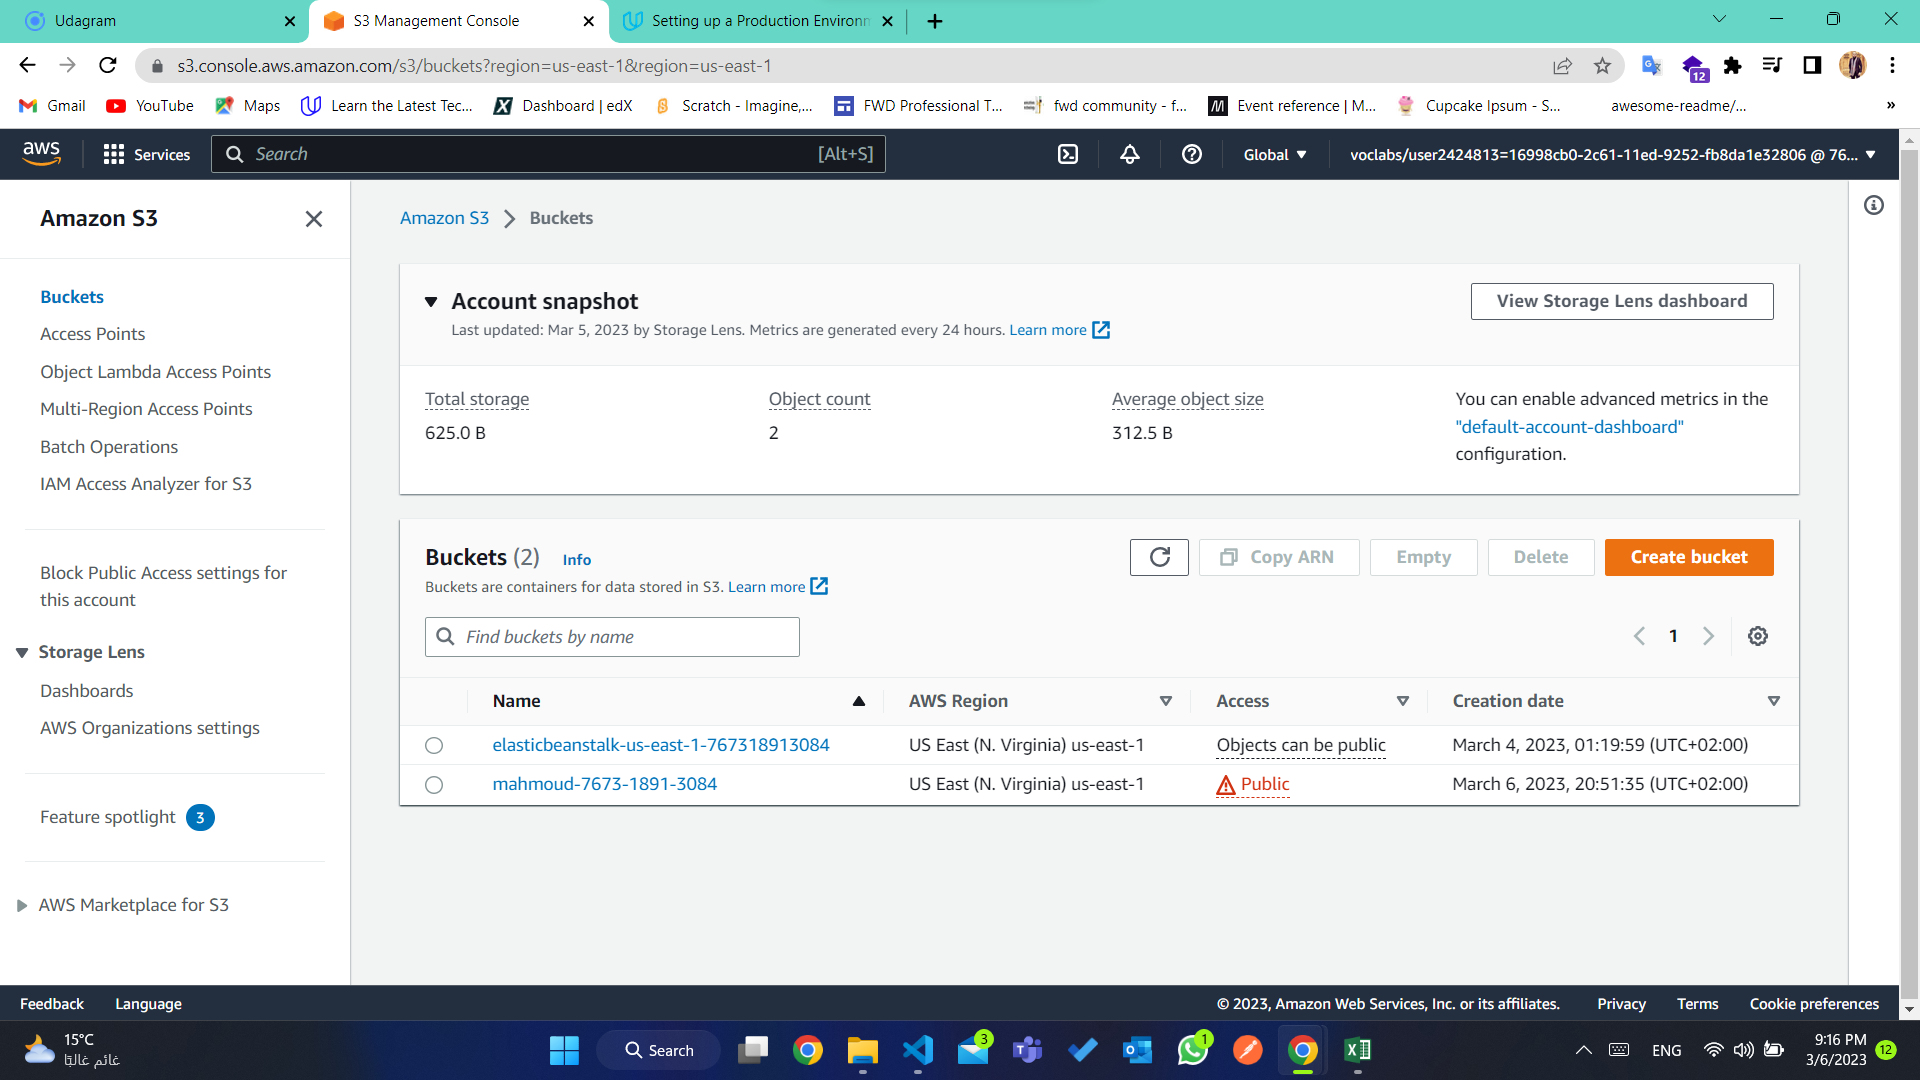 Udagram
S3 Management Console
Setting up a Production Environm
s3.console.aws.amazon.com/s3/buckets?region=us-east-1&region=us-east-1
12
Gmail
YouTube
Maps
Learn the Latest Tec...
Dashboard | edX
Scratch - Imagine,...
FWD Professional T...
fwd community - f...
Event reference | M...
Cupcake Ipsum - S...
awesome-readme/...
»
aws
Services
Search
[Alt+S]
Global
voclabs/user2424813=16998cb0-2c61-11ed-9252-fb8da1e32806 @ 76...
Amazon S3
Buckets
Access Points
Object Lambda Access Points
Multi-Region Access Points
Batch Operations
IAM Access Analyzer for S3
Block Public Access settings for
this account
Storage Lens
Dashboards
AWS Organizations settings
Feature spotlight 3
AWS Marketplace for S3
Amazon S3 > Buckets
Account snapshot
Last updated: Mar 5, 2023 by Storage Lens. Metrics are generated every 24 hours. Learn more
View Storage Lens dashboard
Total storage
625.0 B
Object count
2
Average object size
312.5 B
You can enable advanced metrics in the
"default-account-dashboard"
configuration.
Buckets (2) Info
Buckets are containers for data stored in S3. Learn more
Copy ARN
Empty
Delete
Create bucket
Find buckets by name
1
Name AWS Region Access Creation date
elasticbeanstalk-us-east-1-767318913084 US East (N. Virginia) us-east-1 Objects can be public March 4, 2023, 01:19:59 (UTC+02:00)
mahmoud-7673-1891-3084 US East (N. Virginia) us-east-1 Public March 6, 2023, 20:51:35 (UTC+02:00)
Feedback
Language
© 2023, Amazon Web Services, Inc. or its affiliates.
Privacy
Terms
Cookie preferences
15°C
غائم غالبًا
Search
3
1
ENG
9:16 PM
3/6/2023
12